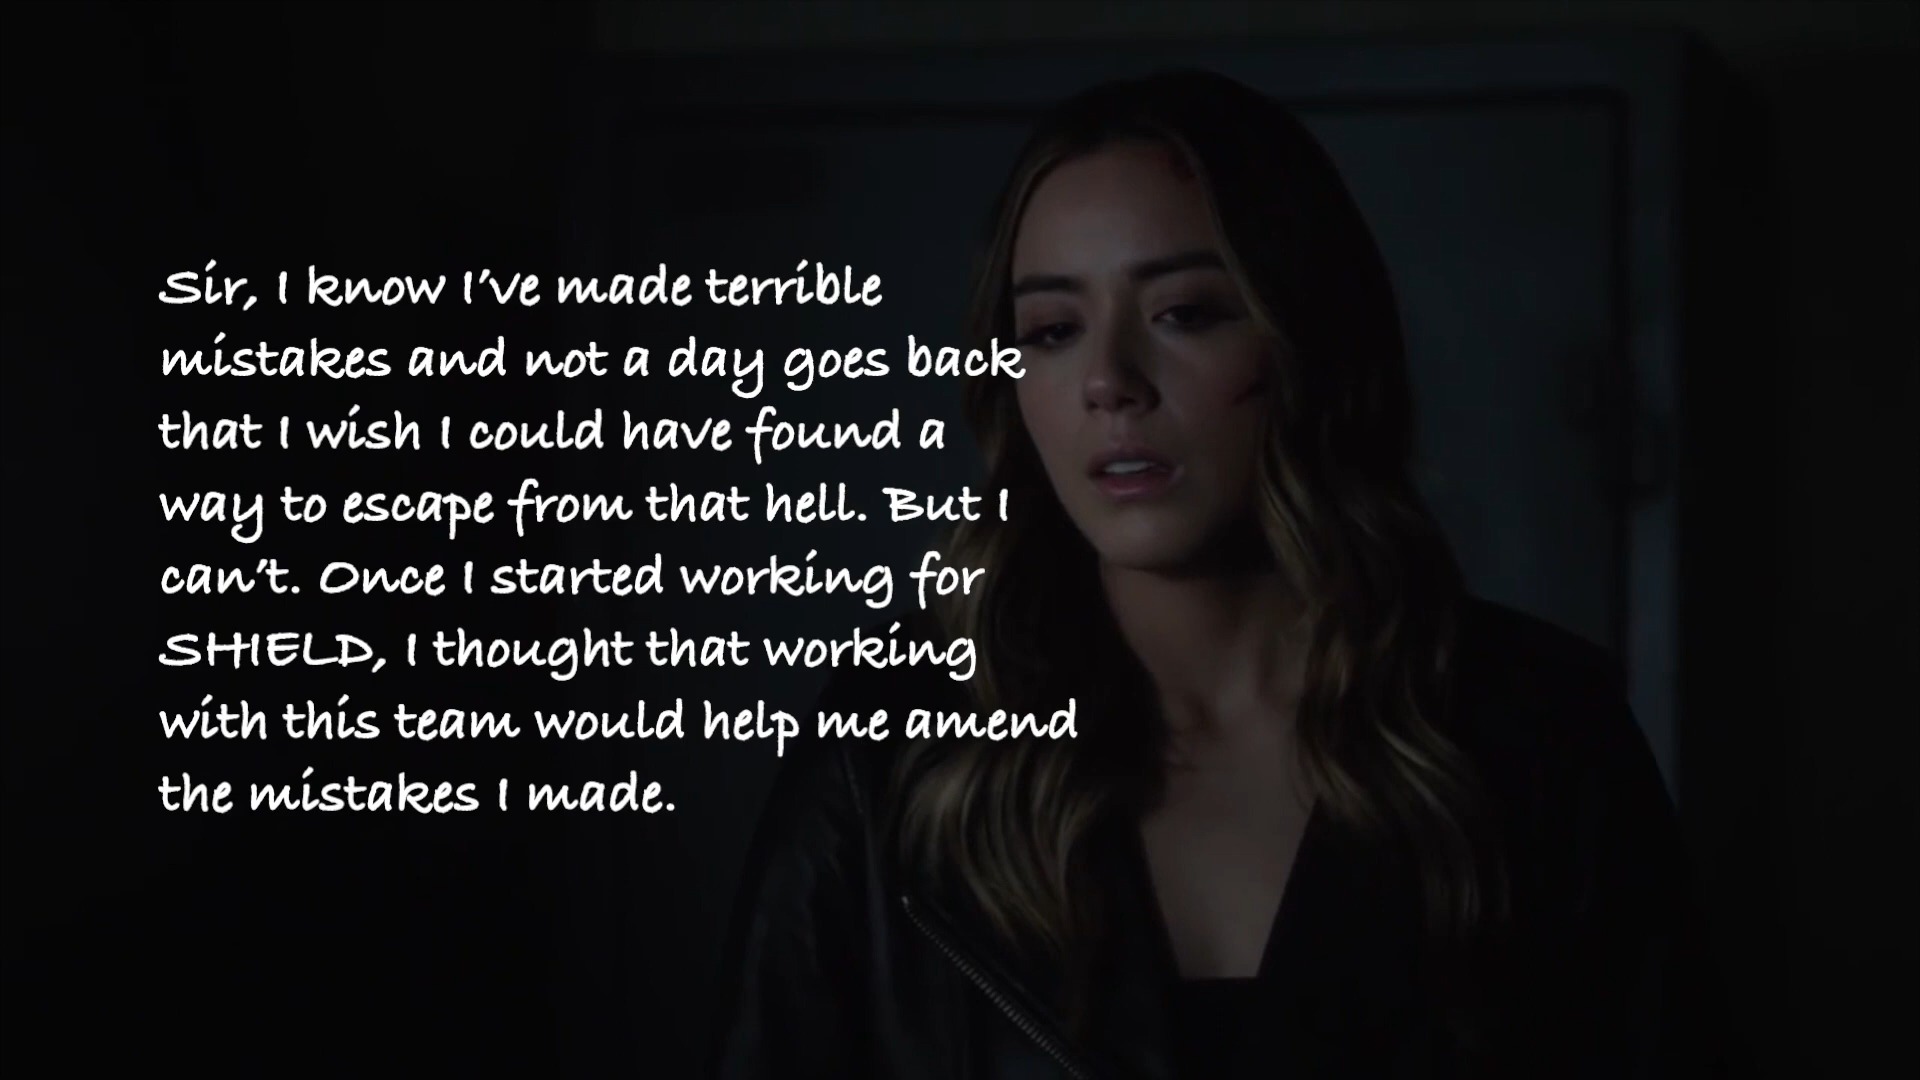 Sir, I know I've made terrible
mistakes and not a day goes back
that I wish I could have found a
way to escape from that hell. But I
can't. Once I started working for
SHIELD, I thought that working
with this team would help me amend
the mistakes I made.